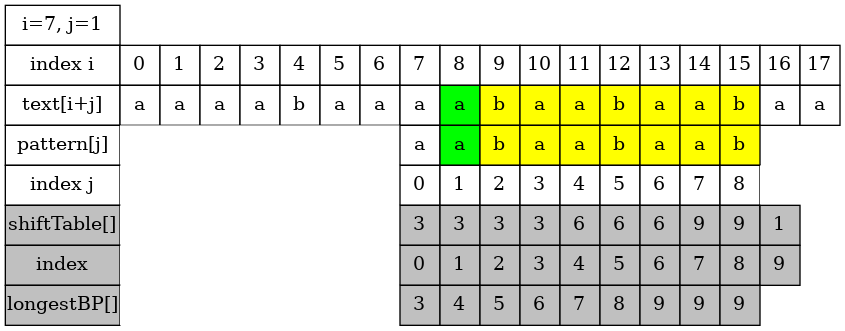 i=7, j=1
index i 0 1 2 3 4 5 6 7 8 9 10 11 12 13 14 15 16 17
text[i+j] a a a a b a a a a b a a b a a b a a
pattern[j] a a b a a b a a b
index j 0 1 2 3 4 5 6 7 8
shiftTable[] 3 3 3 3 6 6 6 9 9 1
index 0 1 2 3 4 5 6 7 8 9
longestBP[] 3 4 5 6 7 8 9 9 9